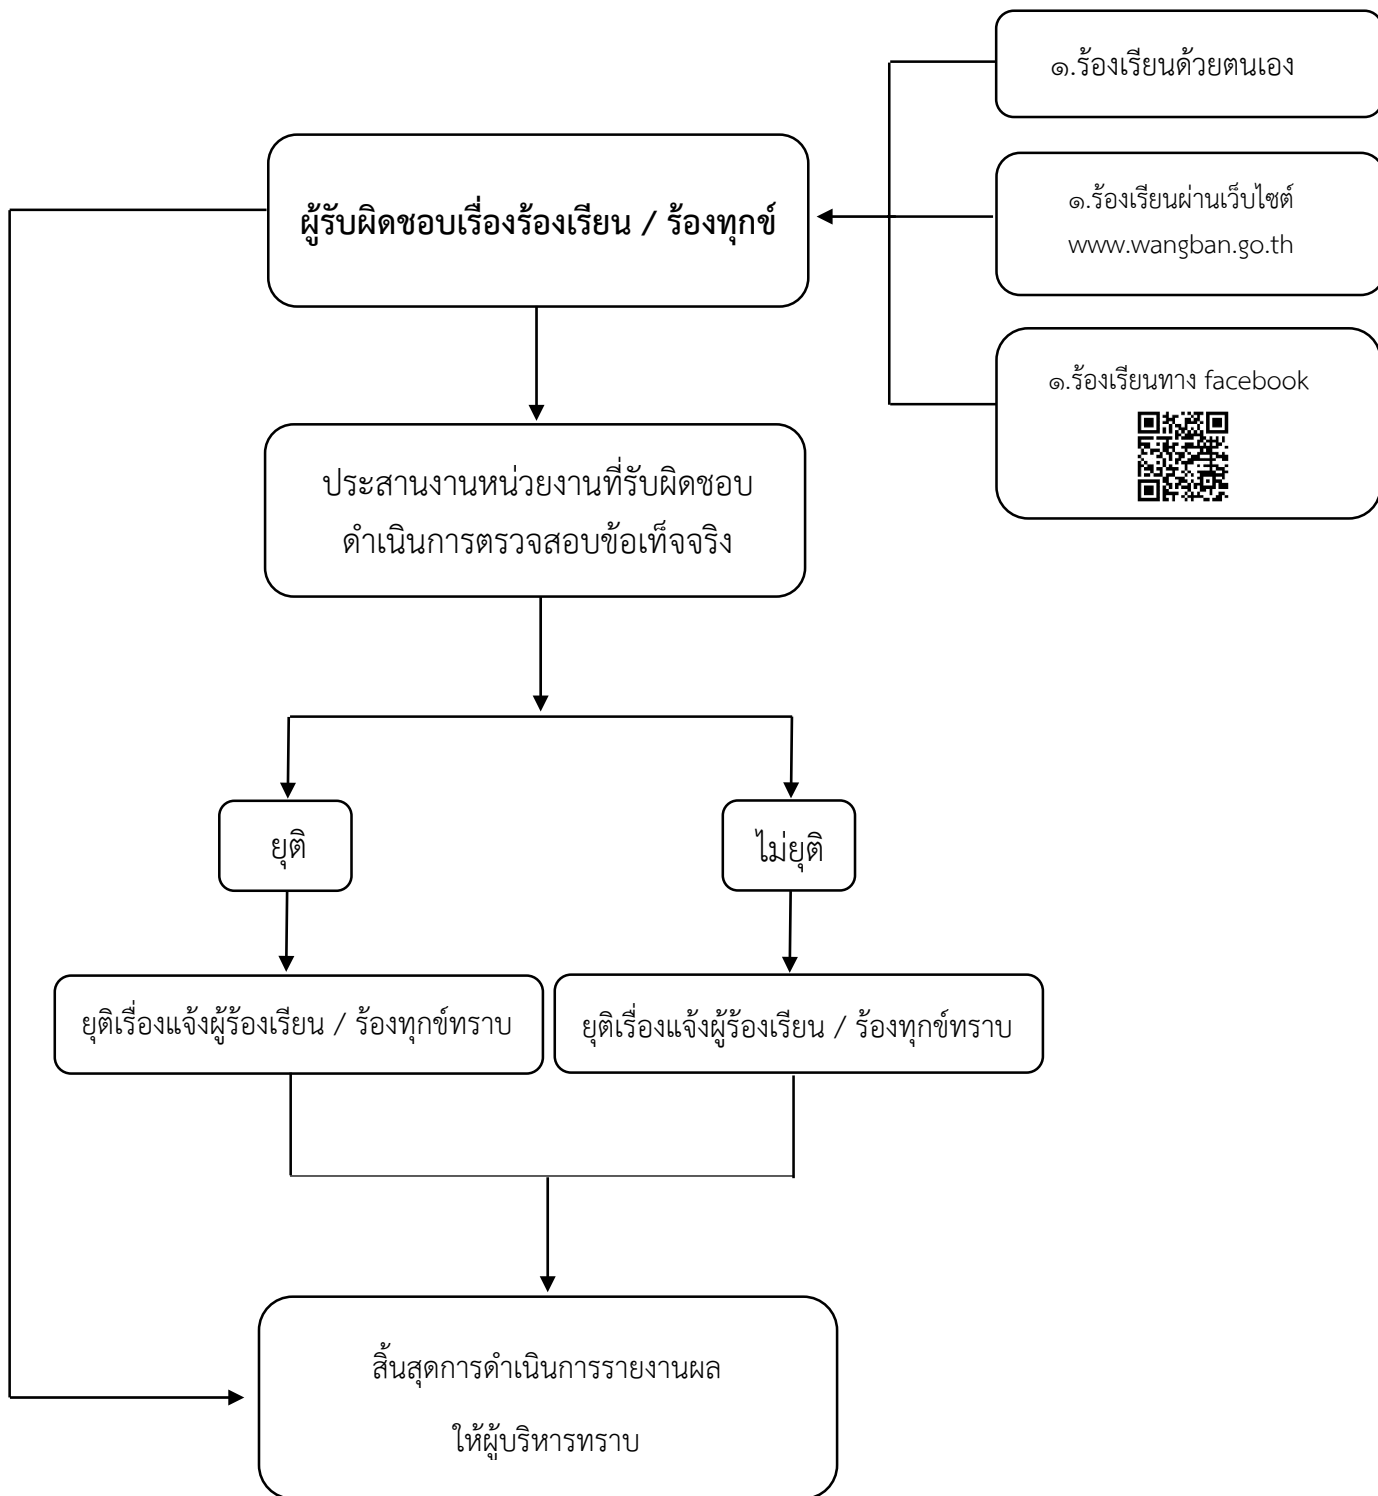 ๑.ร้องเรียนด้วยตนเอง
ผู้รับผิดชอบเรื่องร้องเรียน / ร้องทุกข์
๑.ร้องเรียนผ่านเว็บไซต์
www.wangban.go.th
๑.ร้องเรียนทาง facebook
ประสานงานหน่วยงานที่รับผิดชอบ
ดำเนินการตรวจสอบข้อเท็จจริง
ยุติ
ไม่ยุติ
ยุติเรื่องแจ้งผู้ร้องเรียน / ร้องทุกข์ทราบ
ยุติเรื่องแจ้งผู้ร้องเรียน / ร้องทุกข์ทราบ
สิ้นสุดการดำเนินการรายงานผล
ให้ผู้บริหารทราบ